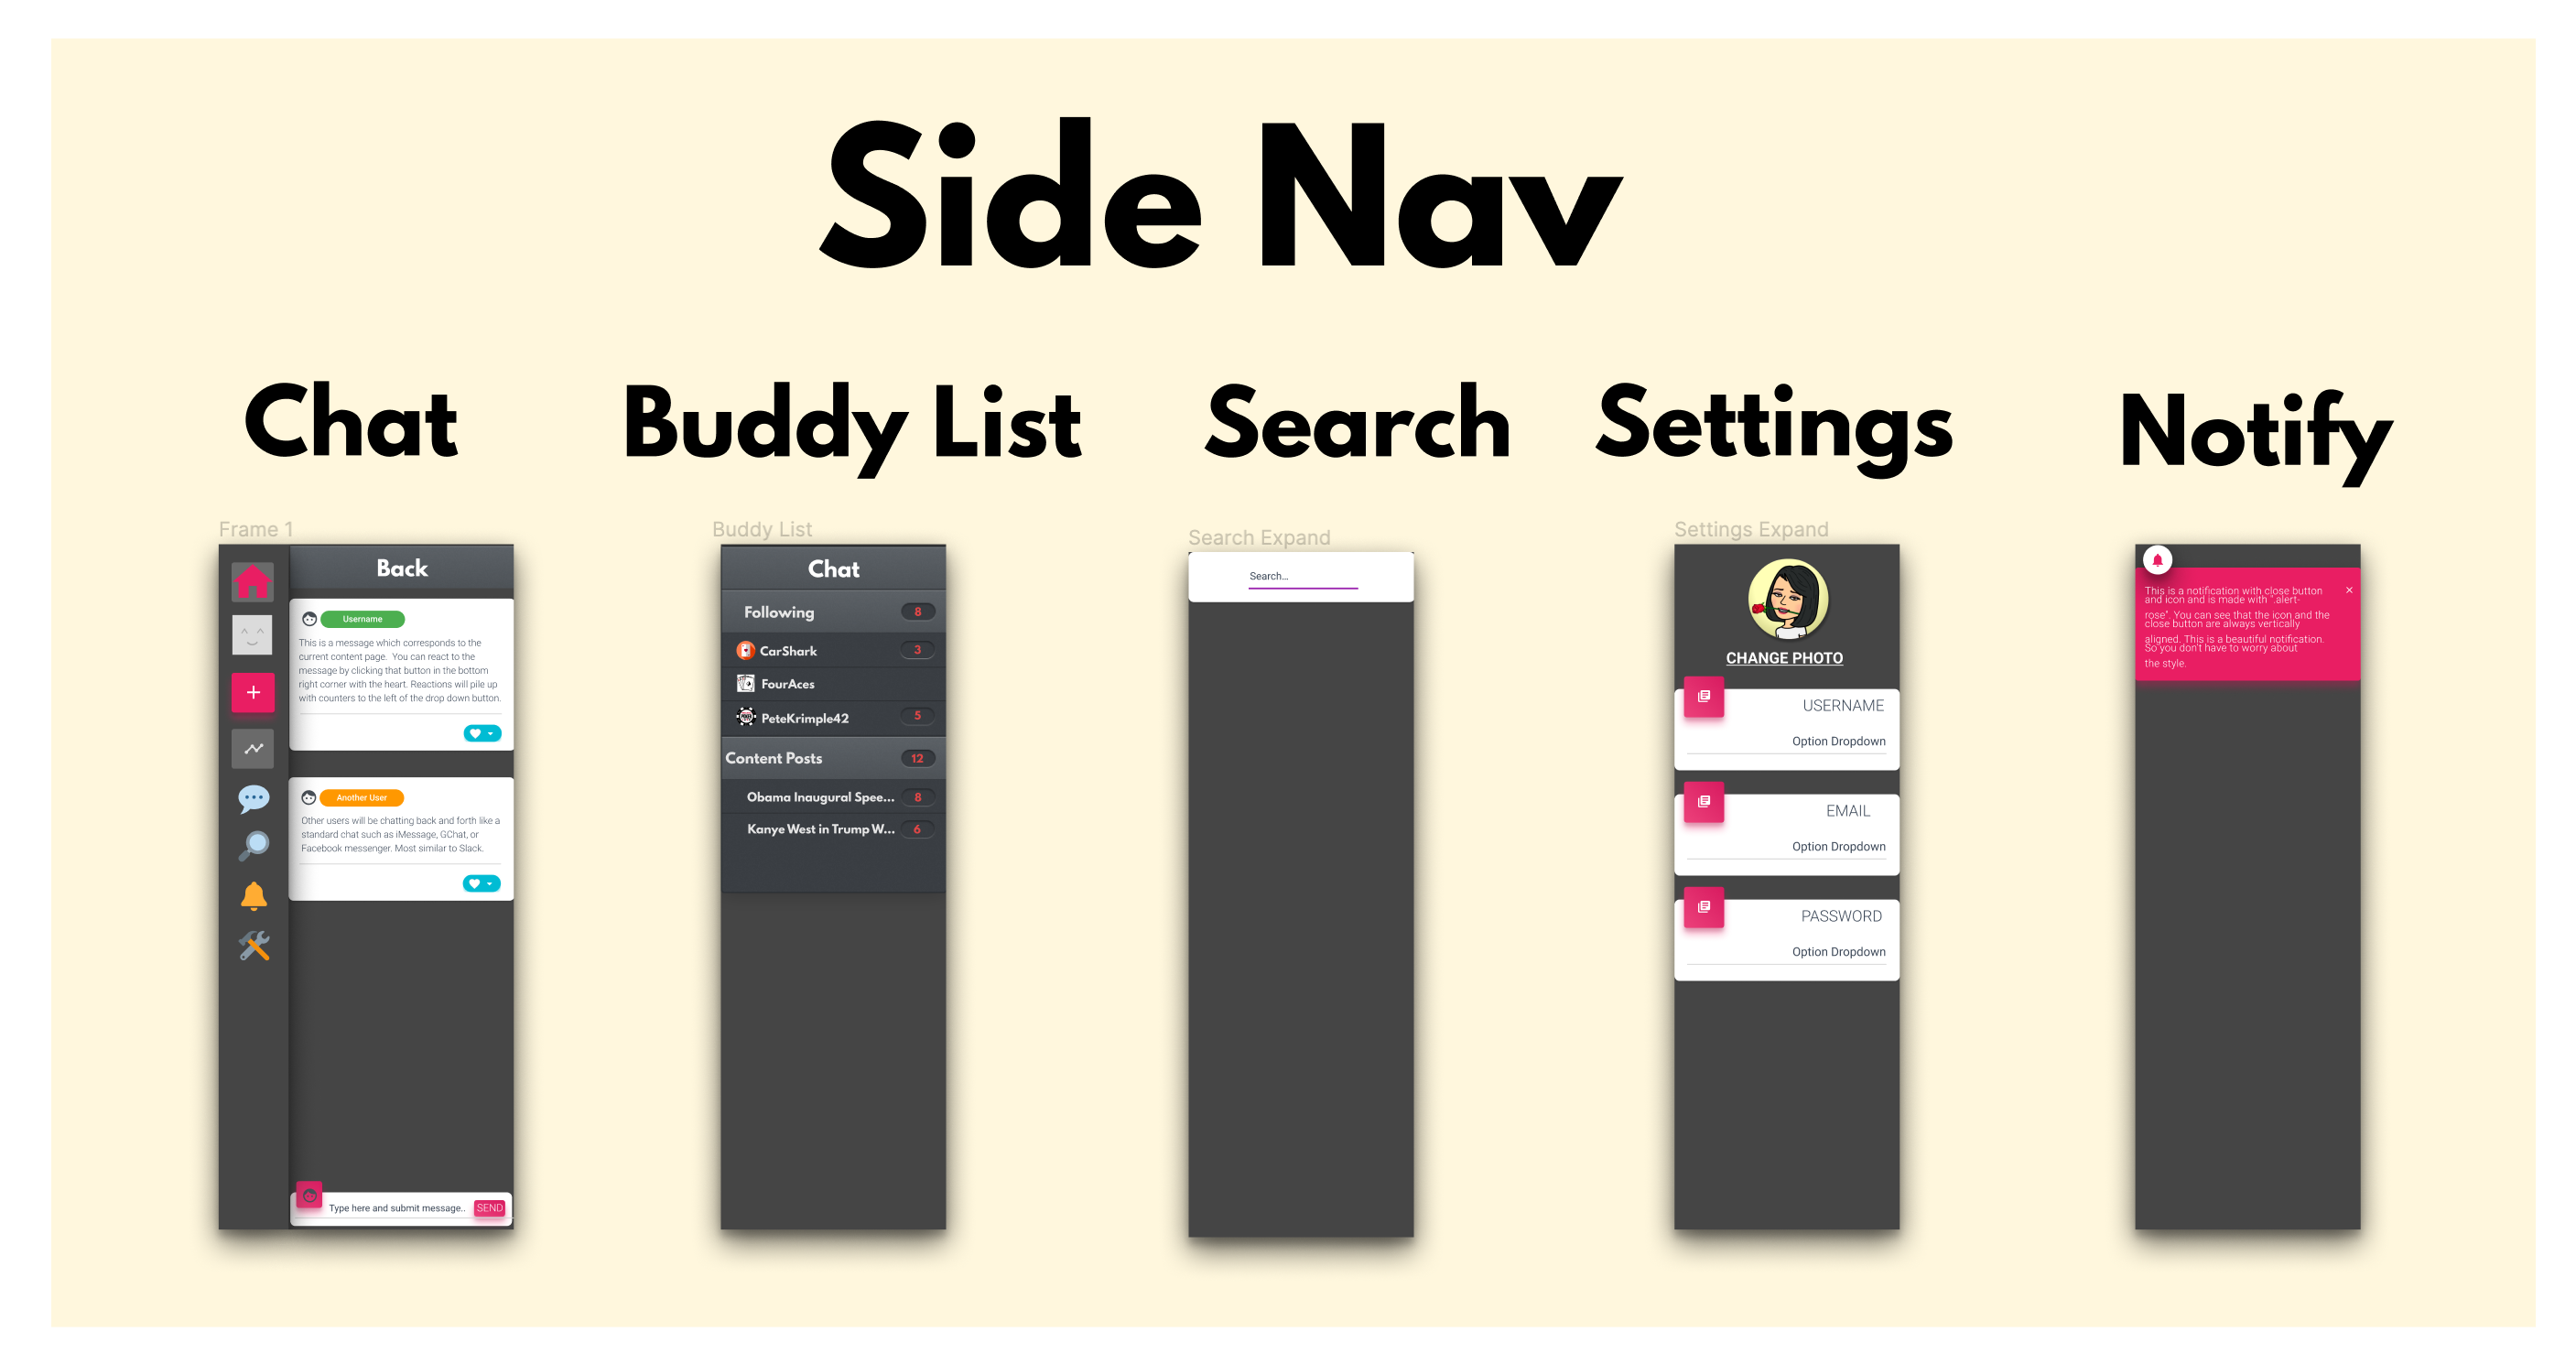 Side Nav
Chat
Buddy List
Search
Settings
Notify
Frame 1
Back
Username
This is a message which corresponds to the
current content page. You can react to the
message by clicking that button in the bottom
right corner with the heart. Reactions will pile up
with counters to the left of the drop down button.
Another User
Other users will be chatting back and forth like a
standard chat such as iMessage, GChat, or
Facebook messenger. Most similar to Slack.
Type here and submit message..
SEND
Buddy List
Chat
Following 8
CarShark 3
FourAces
PeteKrimple42 5
Content Posts 12
Obama Inaugural Spee... 8
Kanye West in Trump W... 6
Search Expand
Search...
Settings Expand
CHANGE PHOTO
USERNAME
Option Dropdown
EMAIL
Option Dropdown
PASSWORD
Option Dropdown
This is a notification with close button
and icon and is made with ".alert-
rose". You can see that the icon and the
close button are always vertically
aligned. This is a beautiful notification.
So you don't have to worry about
the style.